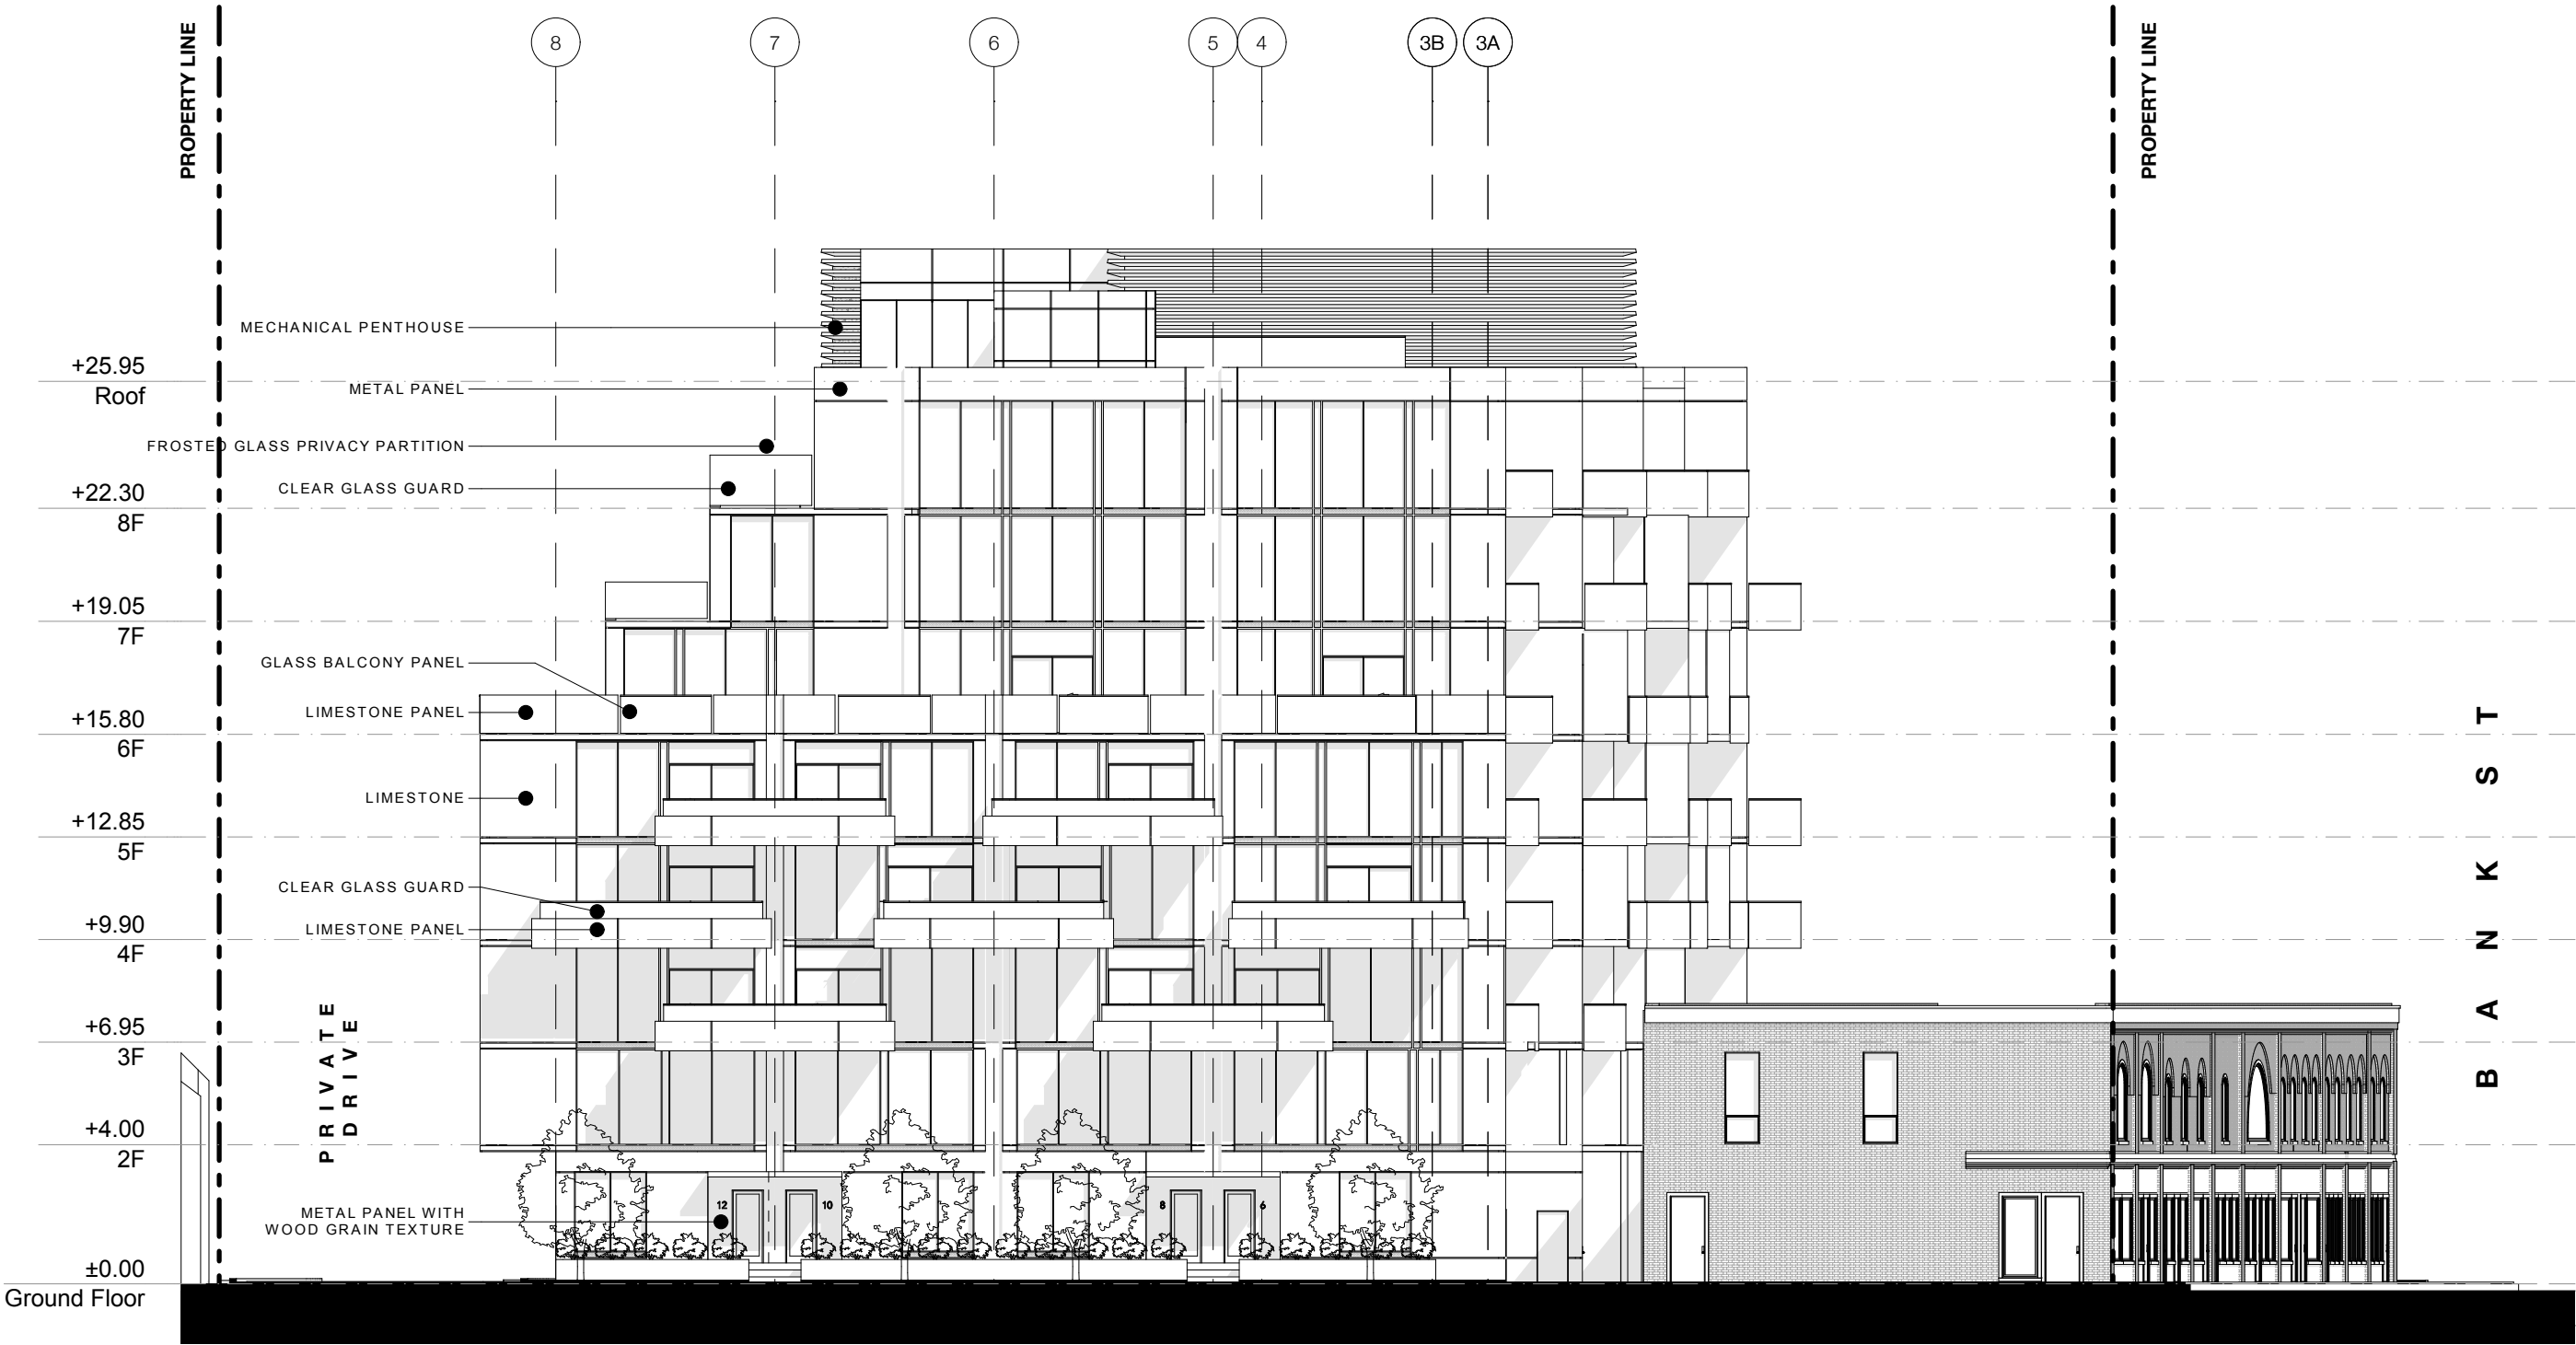 PROPERTY LINE
8
7
6
5
4
3B
3A
PROPERTY LINE
MECHANICAL PENTHOUSE
+25.95
Roof
METAL PANEL
FROSTED GLASS PRIVACY PARTITION
CLEAR GLASS GUARD
+22.30
8F
+19.05
7F
GLASS BALCONY PANEL
LIMESTONE PANEL
+15.80
6F
LIMESTONE
+12.85
5F
CLEAR GLASS GUARD
LIMESTONE PANEL
+9.90
4F
+6.95
3F
PRIVATE
DRIVE
BANK ST
+4.00
2F
METAL PANEL WITH
WOOD GRAIN TEXTURE
12
10
8
6
±0.00
Ground Floor